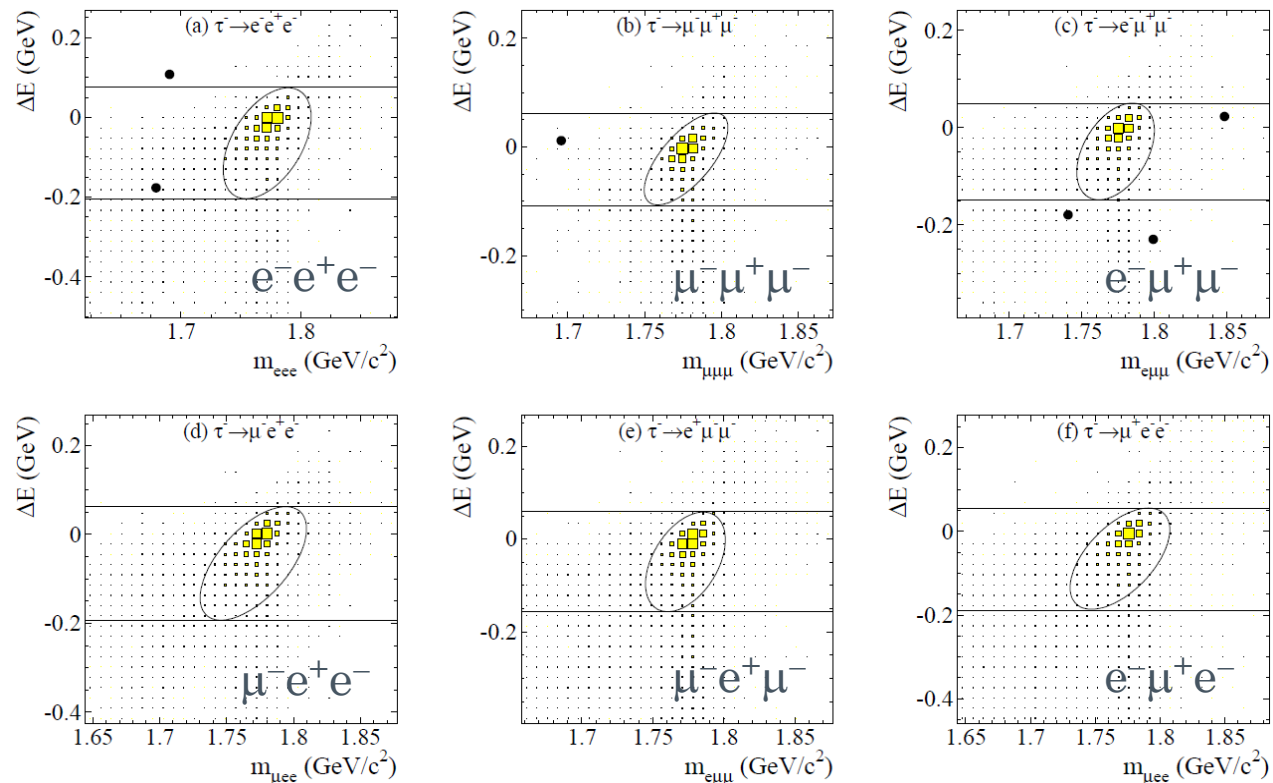 (a) τ⁻→e⁻e⁺e⁻
ΔE (GeV)
0.2
0
-0.2
-0.4
e⁻e⁺e⁻
1.7 1.8
m_eee (GeV/c²)
(b) τ⁻→μ⁻μ⁺μ⁻
ΔE (GeV)
0.2
0
-0.2
μ⁻μ⁺μ⁻
1.7 1.75 1.8 1.85
m_μμμ (GeV/c²)
(c) τ⁻→e⁻μ⁺μ⁻
ΔE (GeV)
0.2
0
-0.2
e⁻μ⁺μ⁻
1.7 1.75 1.8 1.85
m_eμμ (GeV/c²)
(d) τ⁻→μ⁻e⁺e⁻
ΔE (GeV)
0.2
0
-0.2
-0.4
μ⁻e⁺e⁻
1.65 1.7 1.75 1.8 1.85
m_μee (GeV/c²)
(e) τ⁻→e⁺μ⁻μ⁻
ΔE (GeV)
0.2
0
-0.2
μ⁻e⁺μ⁻
1.7 1.75 1.8 1.85
m_eμμ (GeV/c²)
(f) τ⁻→μ⁺e⁻e⁻
ΔE (GeV)
0.2
0
-0.2
-0.4
e⁻μ⁺e⁻
1.65 1.7 1.75 1.8 1.85
m_μee (GeV/c²)